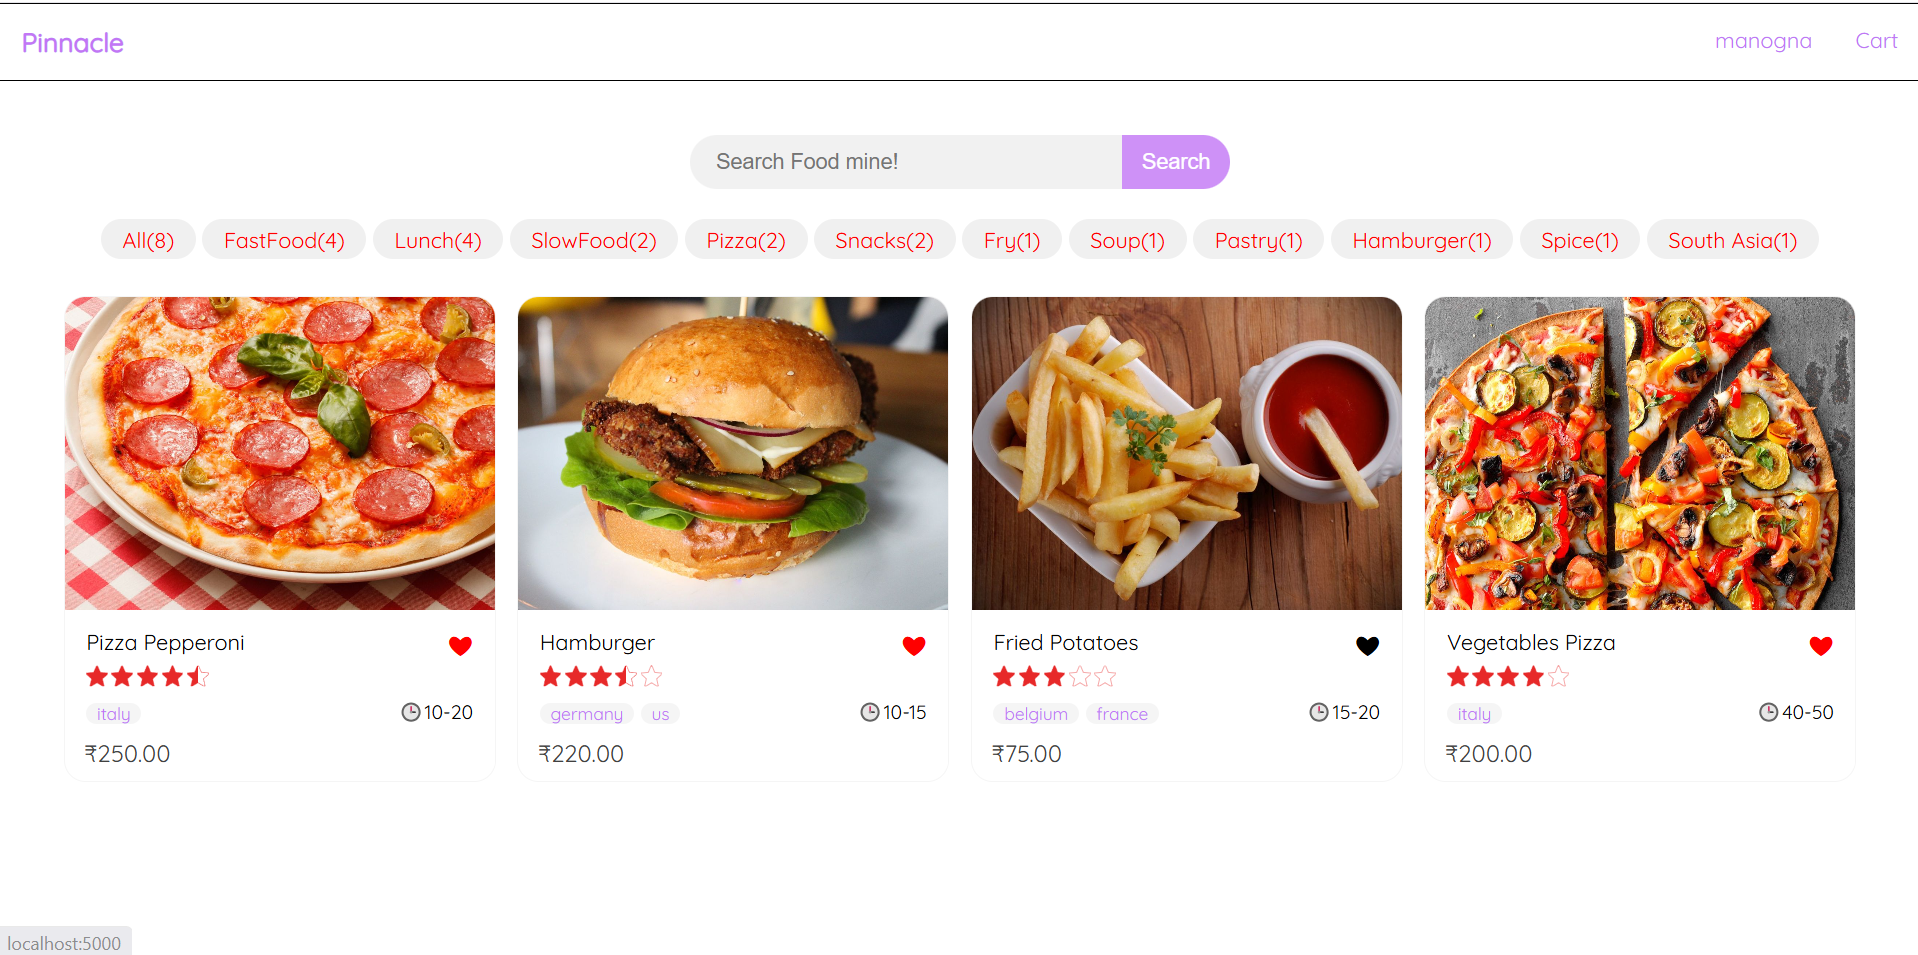 Pinnacle manogna Cart
Search Food mine! Search
All(8) FastFood(4) Lunch(4) SlowFood(2) Pizza(2) Snacks(2) Fry(1) Soup(1) Pastry(1) Hamburger(1) Spice(1) South Asia(1)
Pizza Pepperoni
italy 10-20
₹250.00
Hamburger
germany us 10-15
₹220.00
Fried Potatoes
belgium france 15-20
₹75.00
Vegetables Pizza
italy 40-50
₹200.00
localhost:5000